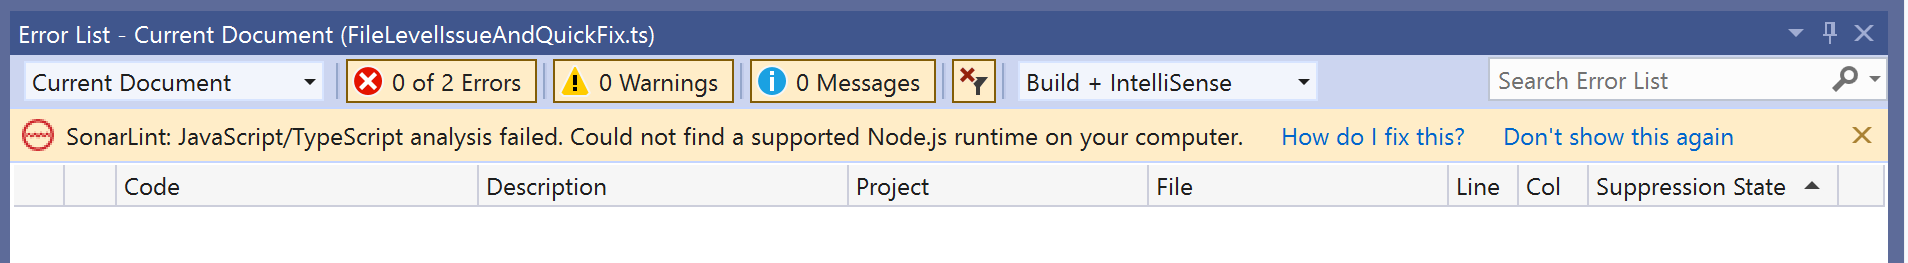 Error List - Current Document (FileLevelIssueAndQuickFix.ts)
Current Document 0 of 2 Errors 0 Warnings 0 Messages Build + IntelliSense Search Error List
SonarLint: JavaScript/TypeScript analysis failed. Could not find a supported Node.js runtime on your computer. How do I fix this? Don't show this again
Code Description Project File Line Col Suppression State